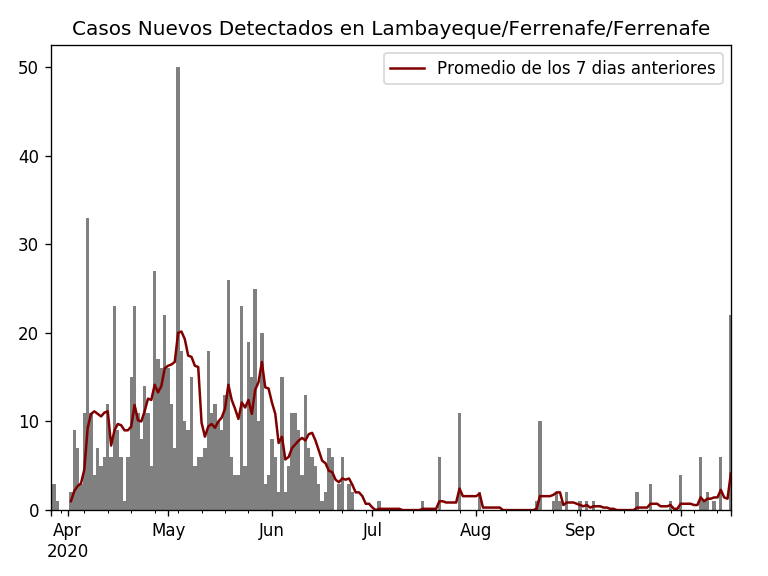 Casos Nuevos Detectados en Lambayeque/Ferrenafe/Ferrenafe
Promedio de los 7 dias anteriores
50
40
30
20
10
0
Apr May Jun Jul Aug Sep Oct
2020